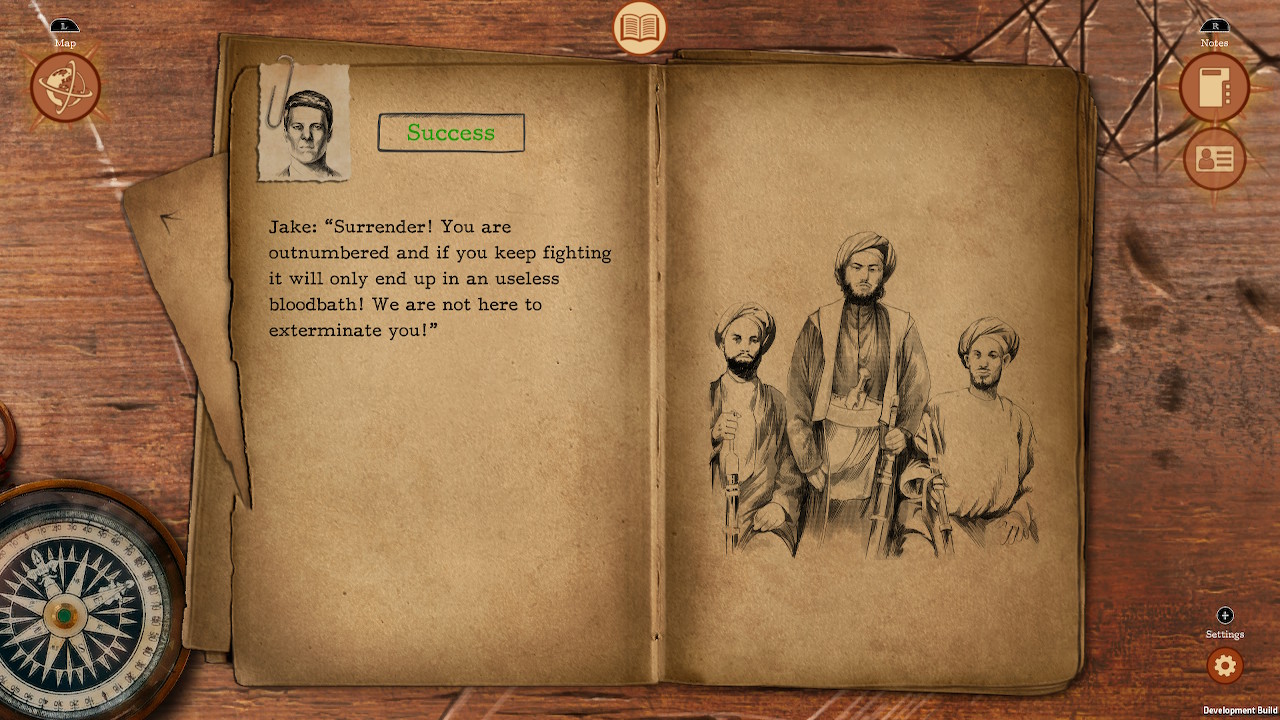 L
Map
R
Notes
Success
Jake: “Surrender! You are
outnumbered and if you keep fighting
it will only end up in an useless
bloodbath! We are not here to
exterminate you!”
Settings
Development Build